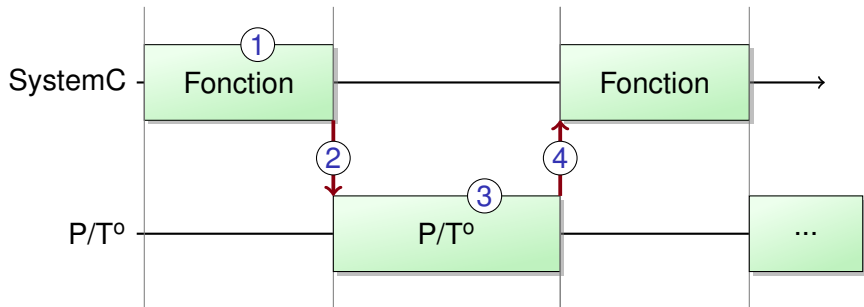 1
SystemC
Fonction
Fonction
2
4
3
P/Tº
P/Tº
...